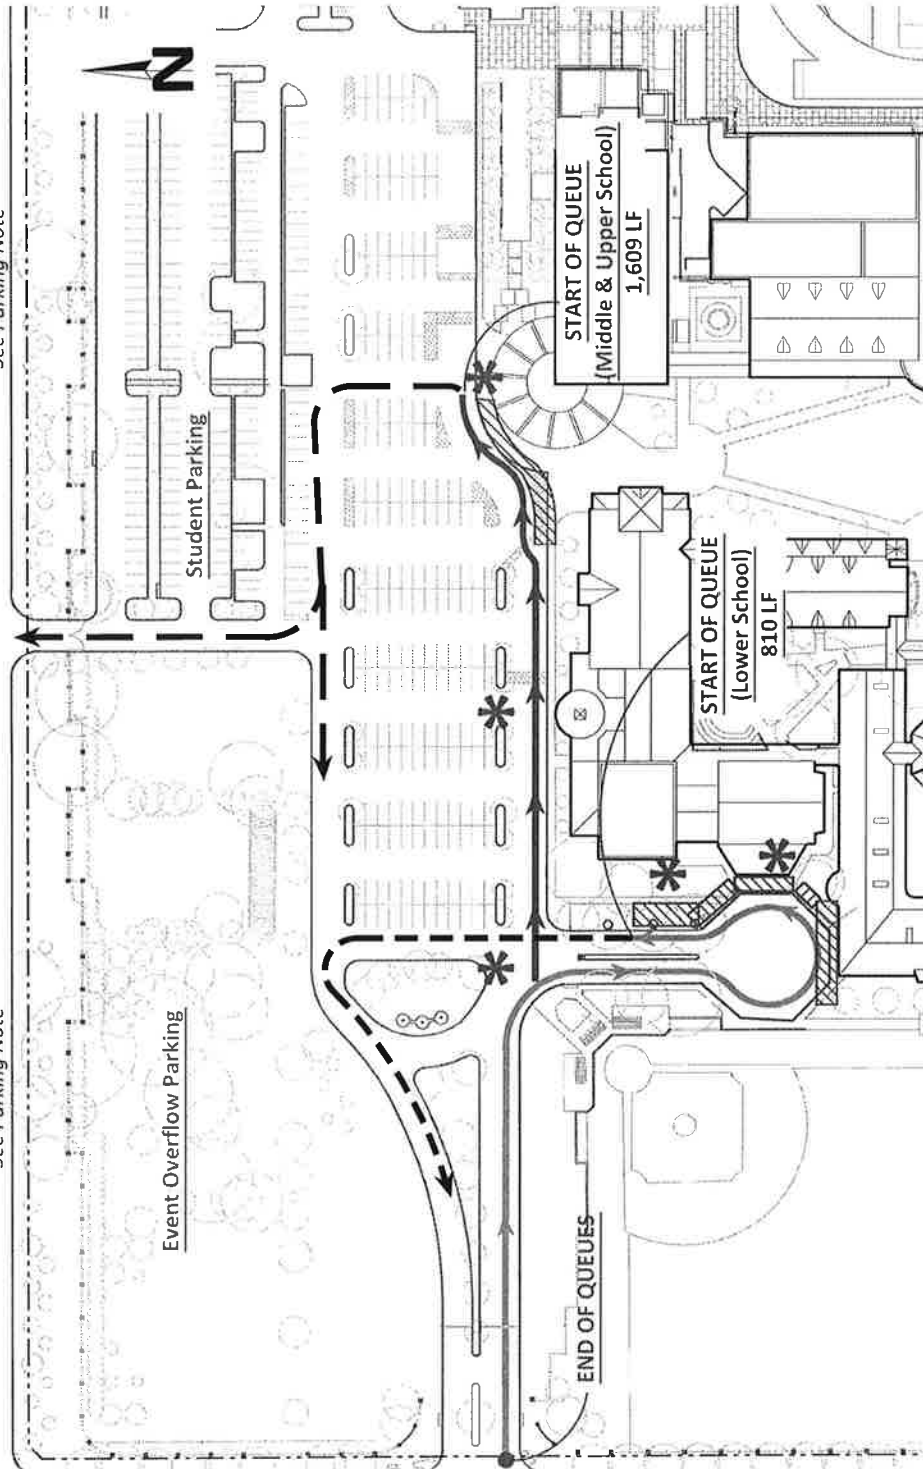 See Parking Note
See Parking Note
N
Student Parking
Event Overflow Parking
START OF QUEUE
(Middle & Upper School)
1,609 LF
START OF QUEUE
(Lower School)
810 LF
END OF QUEUES